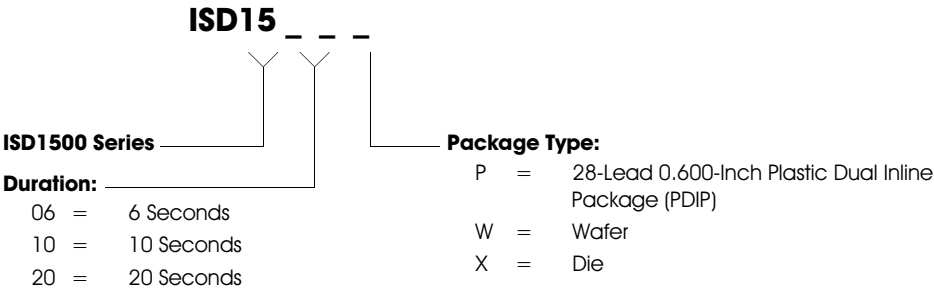 ISD15 _ _ _
ISD1500 Series
Duration:
06 = 6 Seconds
10 = 10 Seconds
20 = 20 Seconds
Package Type:
P = 28-Lead 0.600-Inch Plastic Dual Inline
Package (PDIP)
W = Wafer
X = Die